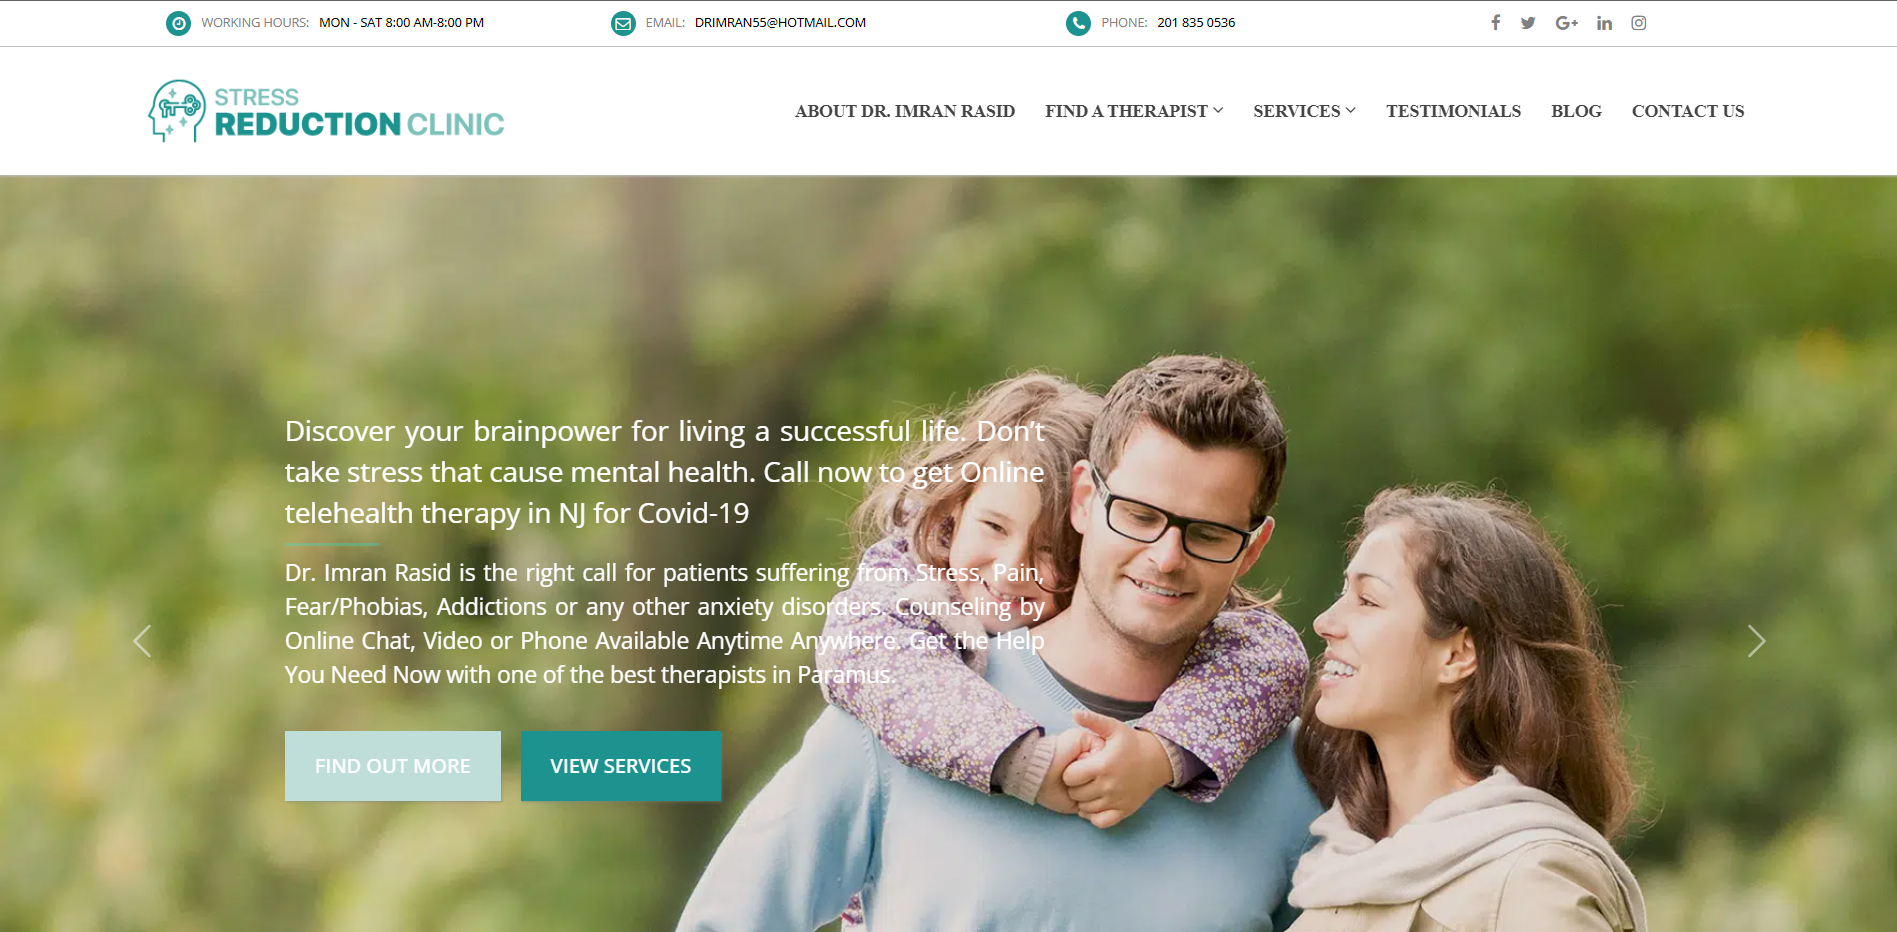 WORKING HOURS: MON - SAT 8:00 AM-8:00 PM
EMAIL: DRIMRAN55@HOTMAIL.COM
PHONE: 201 835 0536
STRESS
REDUCTION CLINIC
ABOUT DR. IMRAN RASID FIND A THERAPIST SERVICES TESTIMONIALS BLOG CONTACT US
Discover your brainpower for living a successful life. Don’t
take stress that cause mental health. Call now to get Online
telehealth therapy in NJ for Covid-19
Dr. Imran Rasid is the right call for patients suffering from Stress, Pain,
Fear/Phobias, Addictions or any other anxiety disorders. Counseling by
Online Chat, Video or Phone Available Anytime Anywhere. Get the Help
You Need Now with one of the best therapists in Paramus.
FIND OUT MORE VIEW SERVICES